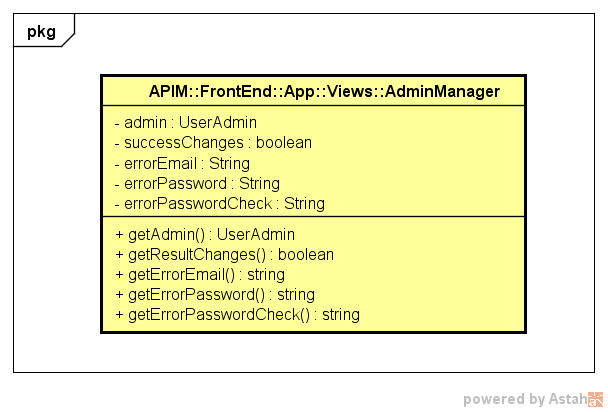 pkg
APIM::FrontEnd::App::Views::AdminManager
- admin : UserAdmin
- successChanges : boolean
- errorEmail : String
- errorPassword : String
- errorPasswordCheck : String
+ getAdmin() : UserAdmin
+ getResultChanges() : boolean
+ getErrorEmail() : string
+ getErrorPassword() : string
+ getErrorPasswordCheck() : string
powered by Astah